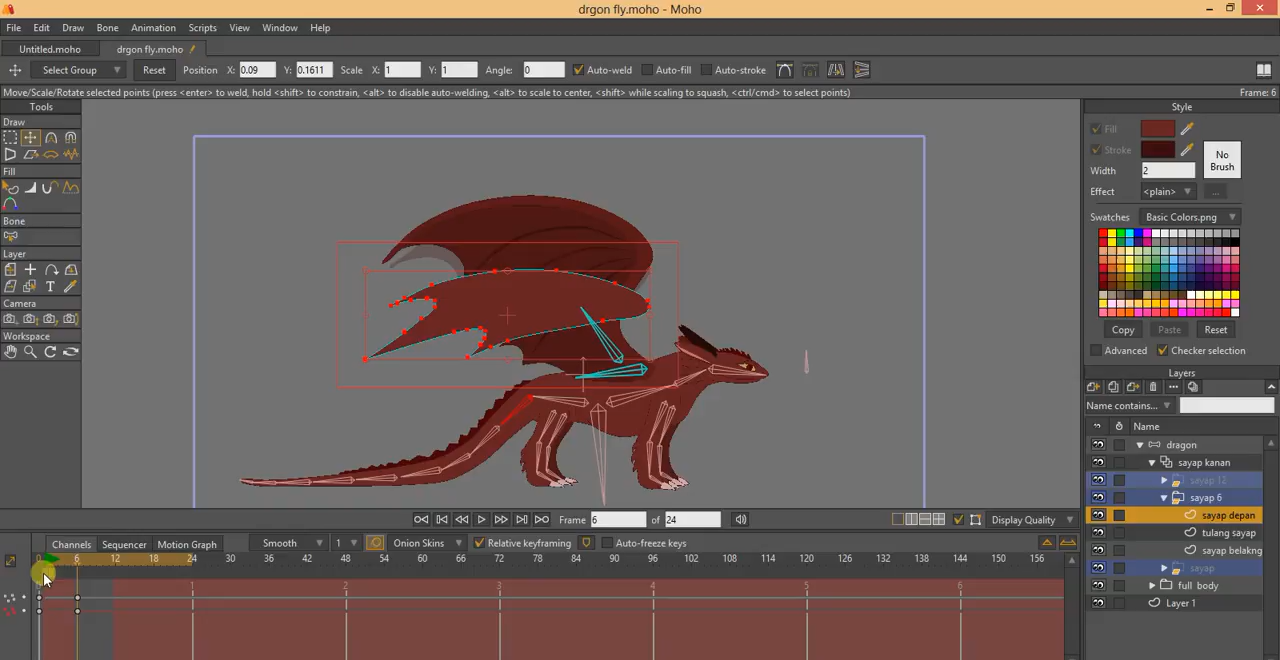 drgon fly.moho - Moho
File Edit Draw Bone Animation Scripts View Window Help
Untitled.moho drgon fly.moho
Select Group Reset Position X: 0.09 Y: 0.1611 Scale X: 1 Y: 1 Angle: 0 Auto-weld Auto-fill Auto-stroke
Move/Scale/Rotate selected points (press <enter> to weld, hold <shift> to constrain, <alt> to disable auto-welding, <alt> to scale to center, <shift> while scaling to squash, <ctrl/cmd> to select points) Frame: 6
Tools
Draw
Fill
Bone
Layer
Camera
Workspace
Style
Fill
Stroke
No Brush
Width 2
Effect <plain> ...
Swatches Basic Colors.png
Copy Paste Reset
Advanced Checker selection
Layers
Name contains...
Name
dragon
sayap kanan
sayap 12
sayap 6
sayap depan
tulang sayap
sayap belakng
sayap
full body
Layer 1
Frame 6 of 24 Display Quality
Channels Sequencer Motion Graph Smooth 1 Onion Skins Relative keyframing Auto-freeze keys
0 6 12 18 24 30 36 42 48 54 60 66 72 78 84 90 96 102 108 114 120 126 132 138 144 150 156
1 2 3 4 5 6